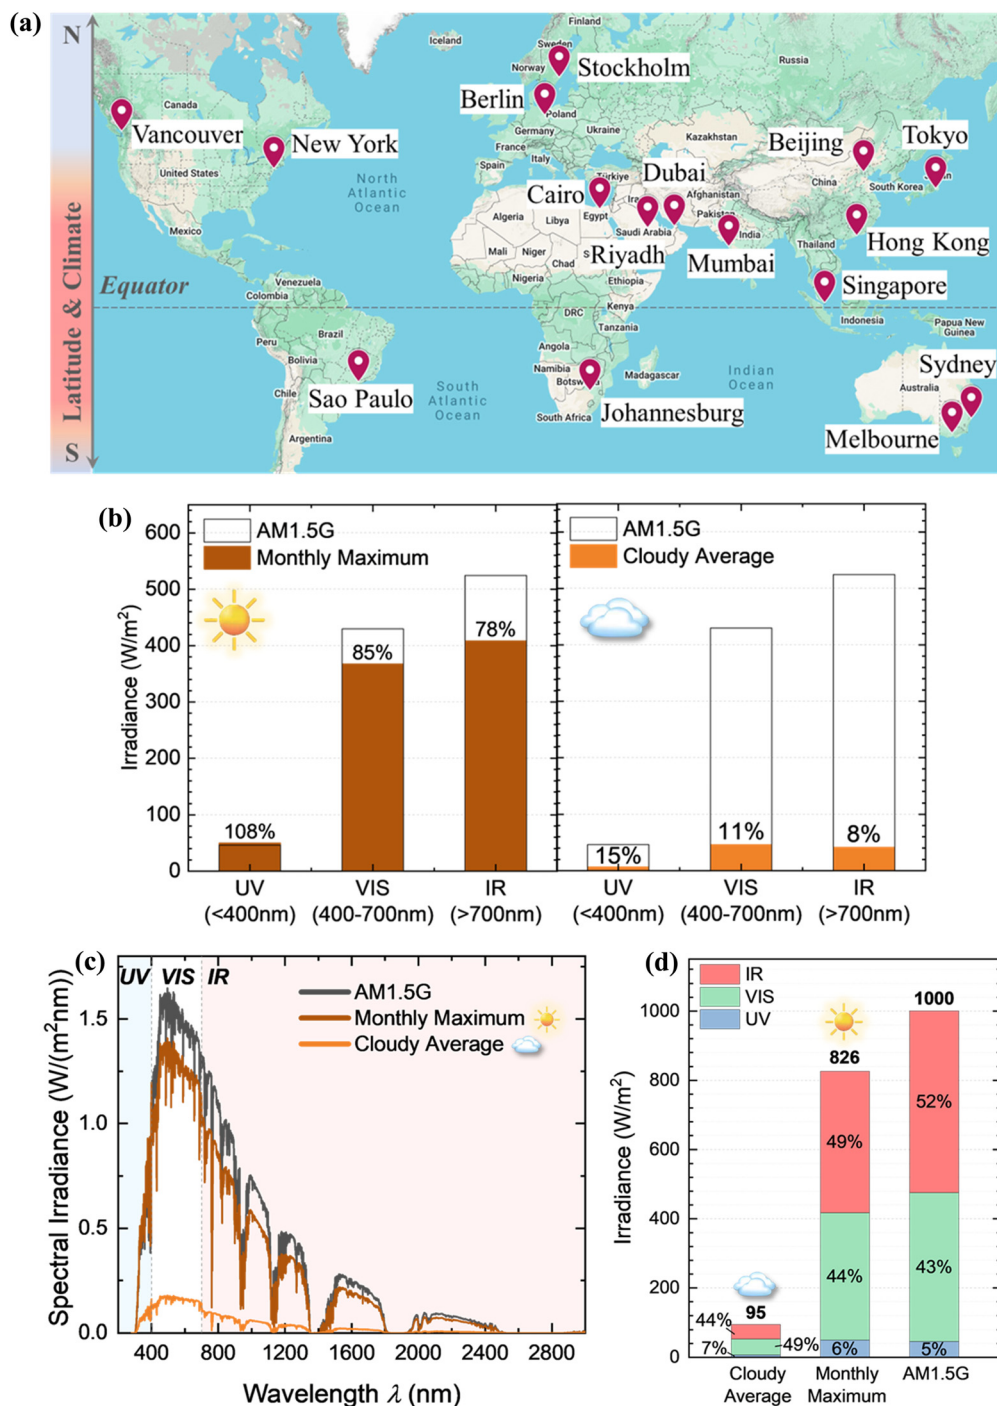 (a)
N
Latitude & Climate
S
Iceland
Finland
Sweden
Norway
Russia
Stockholm
Berlin
Poland
Canada
Vancouver
New York
United States
Germany
Ukraine
France
Italy
Spain
Türkiye
Kazakhstan
Beijing
Tokyo
China
South Korea
North
Atlantic
Ocean
Cairo
Dubai
Afghanistan
Algeria
Libya
Egypt
Saudi Arabia
India
Mexico
Mali
Niger
Chad
Riyadh
Mumbai
Thailand
Hong Kong
Nigeria
Ethiopia
Singapore
Equator
Venezuela
Colombia
Kenya
DRC
Tanzania
Indonesia
Papua New
Guinea
Peru
Brazil
Angola
Bolivia
Namibia
Madagascar
Indian
Ocean
Australia
Sydney
Chile
Sao Paulo
South
Atlantic
Ocean
South Africa
Johannesburg
Melbourne
Argentina
(b)
Irradiance (W/m²)
600
500
400
300
200
100
0
AM1.5G
Monthly Maximum
108%
85%
78%
UV
(<400nm)
VIS
(400-700nm)
IR
(>700nm)
AM1.5G
Cloudy Average
15%
11%
8%
UV
(<400nm)
VIS
(400-700nm)
IR
(>700nm)
(c)
UV
VIS
IR
AM1.5G
Monthly Maximum
Cloudy Average
Spectral Irradiance (W/(m²nm))
1.5
1.0
0.5
0.0
400
800
1200
1600
2000
2400
2800
Wavelength λ (nm)
(d)
IR
VIS
UV
Irradiance (W/m²)
1000
800
600
400
200
0
95
44%
7%
49%
826
49%
44%
6%
1000
52%
43%
5%
Cloudy
Average
Monthly
Maximum
AM1.5G